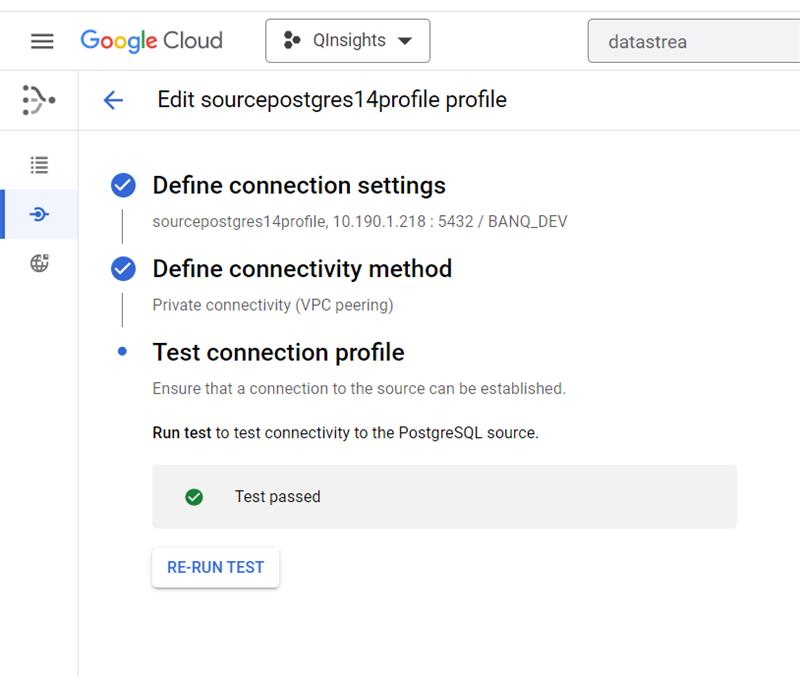 Google Cloud
QInsights
datastrea
Edit sourcepostgres14profile profile
Define connection settings
sourcepostgres14profile, 10.190.1.218 : 5432 / BANQ_DEV
Define connectivity method
Private connectivity (VPC peering)
Test connection profile
Ensure that a connection to the source can be established.
Run test to test connectivity to the PostgreSQL source.
Test passed
RE-RUN TEST